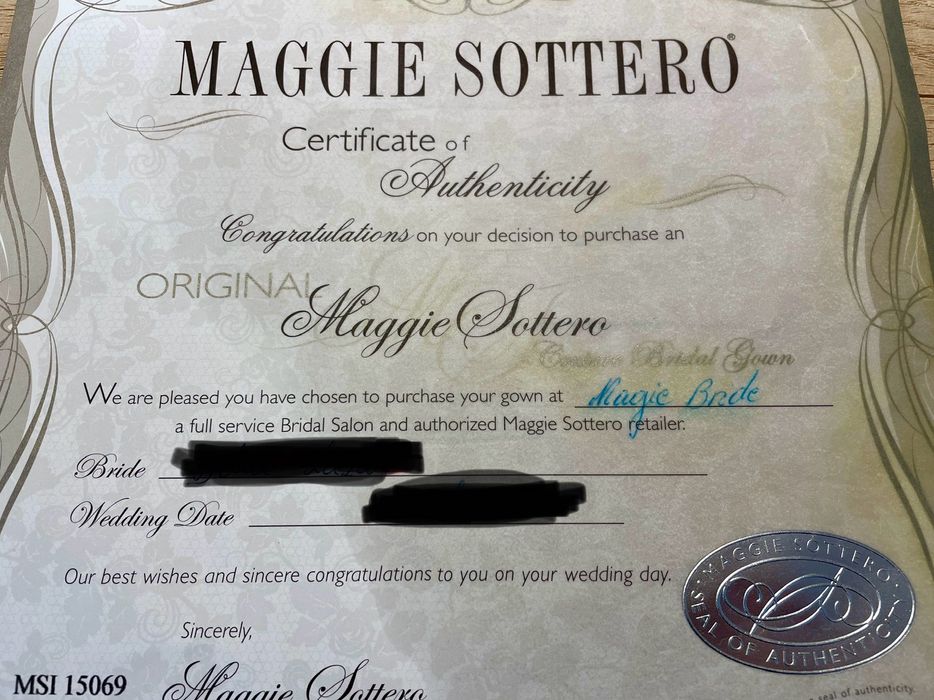 MAGGIE SOTTERO®
Certificate of
Authenticity
Congratulations on your decision to purchase an
ORIGINAL
Maggie Sottero
Couture Bridal Gown
We are pleased you have chosen to purchase your gown at Magic Bride
a full service Bridal Salon and authorized Maggie Sottero retailer.
Bride
Wedding Date
Our best wishes and sincere congratulations to you on your wedding day.
MAGGIE SOTTERO
SEAL OF AUTHENTICITY
Sincerely,
Maggie Sottero
MSI 15069
seal of authenticity.